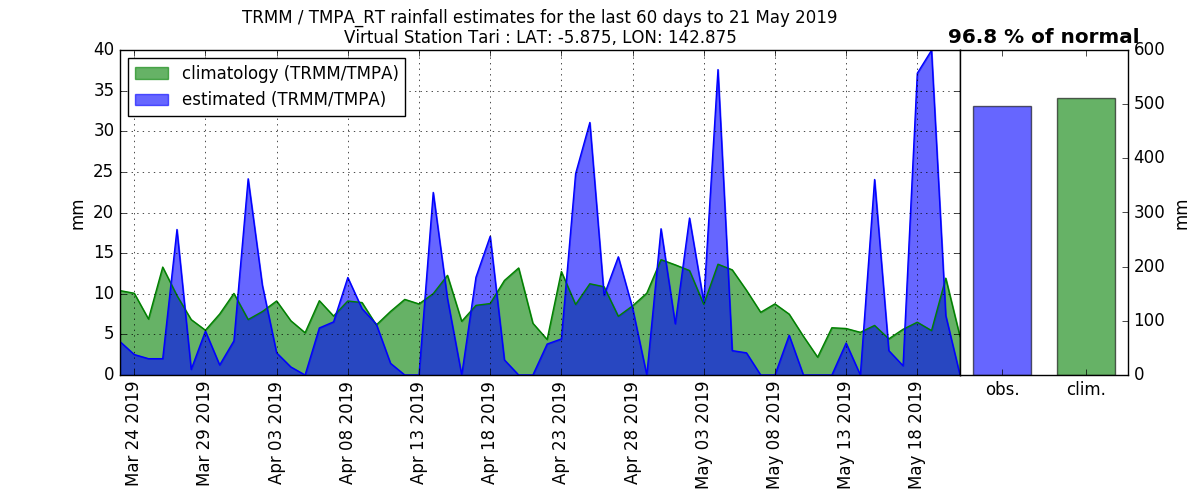 TRMM / TMPA_RT rainfall estimates for the last 60 days to 21 May 2019
Virtual Station Tari : LAT: -5.875, LON: 142.875
96.8 % of normal
climatology (TRMM/TMPA)
estimated (TRMM/TMPA)
40
35
30
25
20
15
10
5
0
mm
600
500
400
300
200
100
0
mm
obs.
clim.
Mar 24 2019
Mar 29 2019
Apr 03 2019
Apr 08 2019
Apr 13 2019
Apr 18 2019
Apr 23 2019
Apr 28 2019
May 03 2019
May 08 2019
May 13 2019
May 18 2019